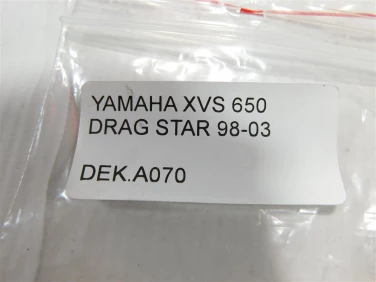 YAMAHA XVS 650
DRAG STAR 98-03
DEK.A070